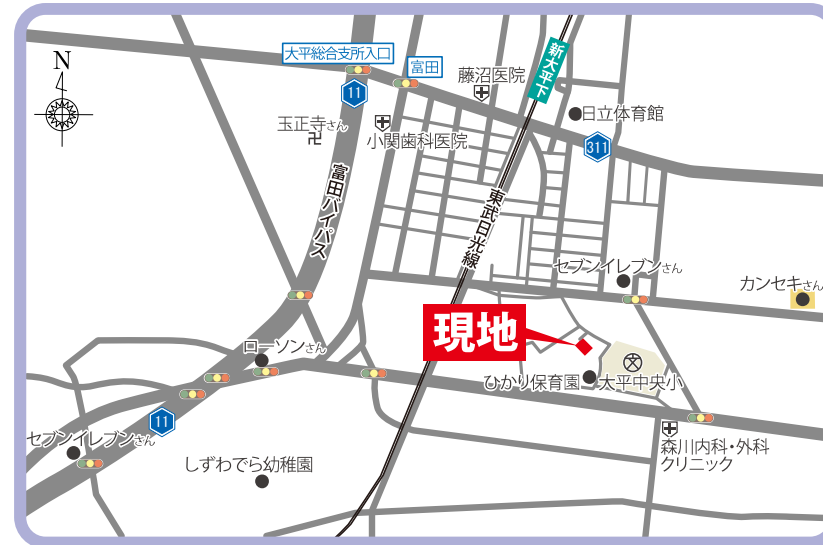 N
大平総合支所入口
富田
藤沼医院
新大平下
11
日立体育館
玉正寺さん
小関歯科医院
311
富田バイパス
東武日光線
セブンイレブンさん
カンセキさん
現地
ローソンさん
ひかり保育園
太平中央小
11
セブンイレブンさん
しずわでら幼稚園
森川内科・外科
クリニック